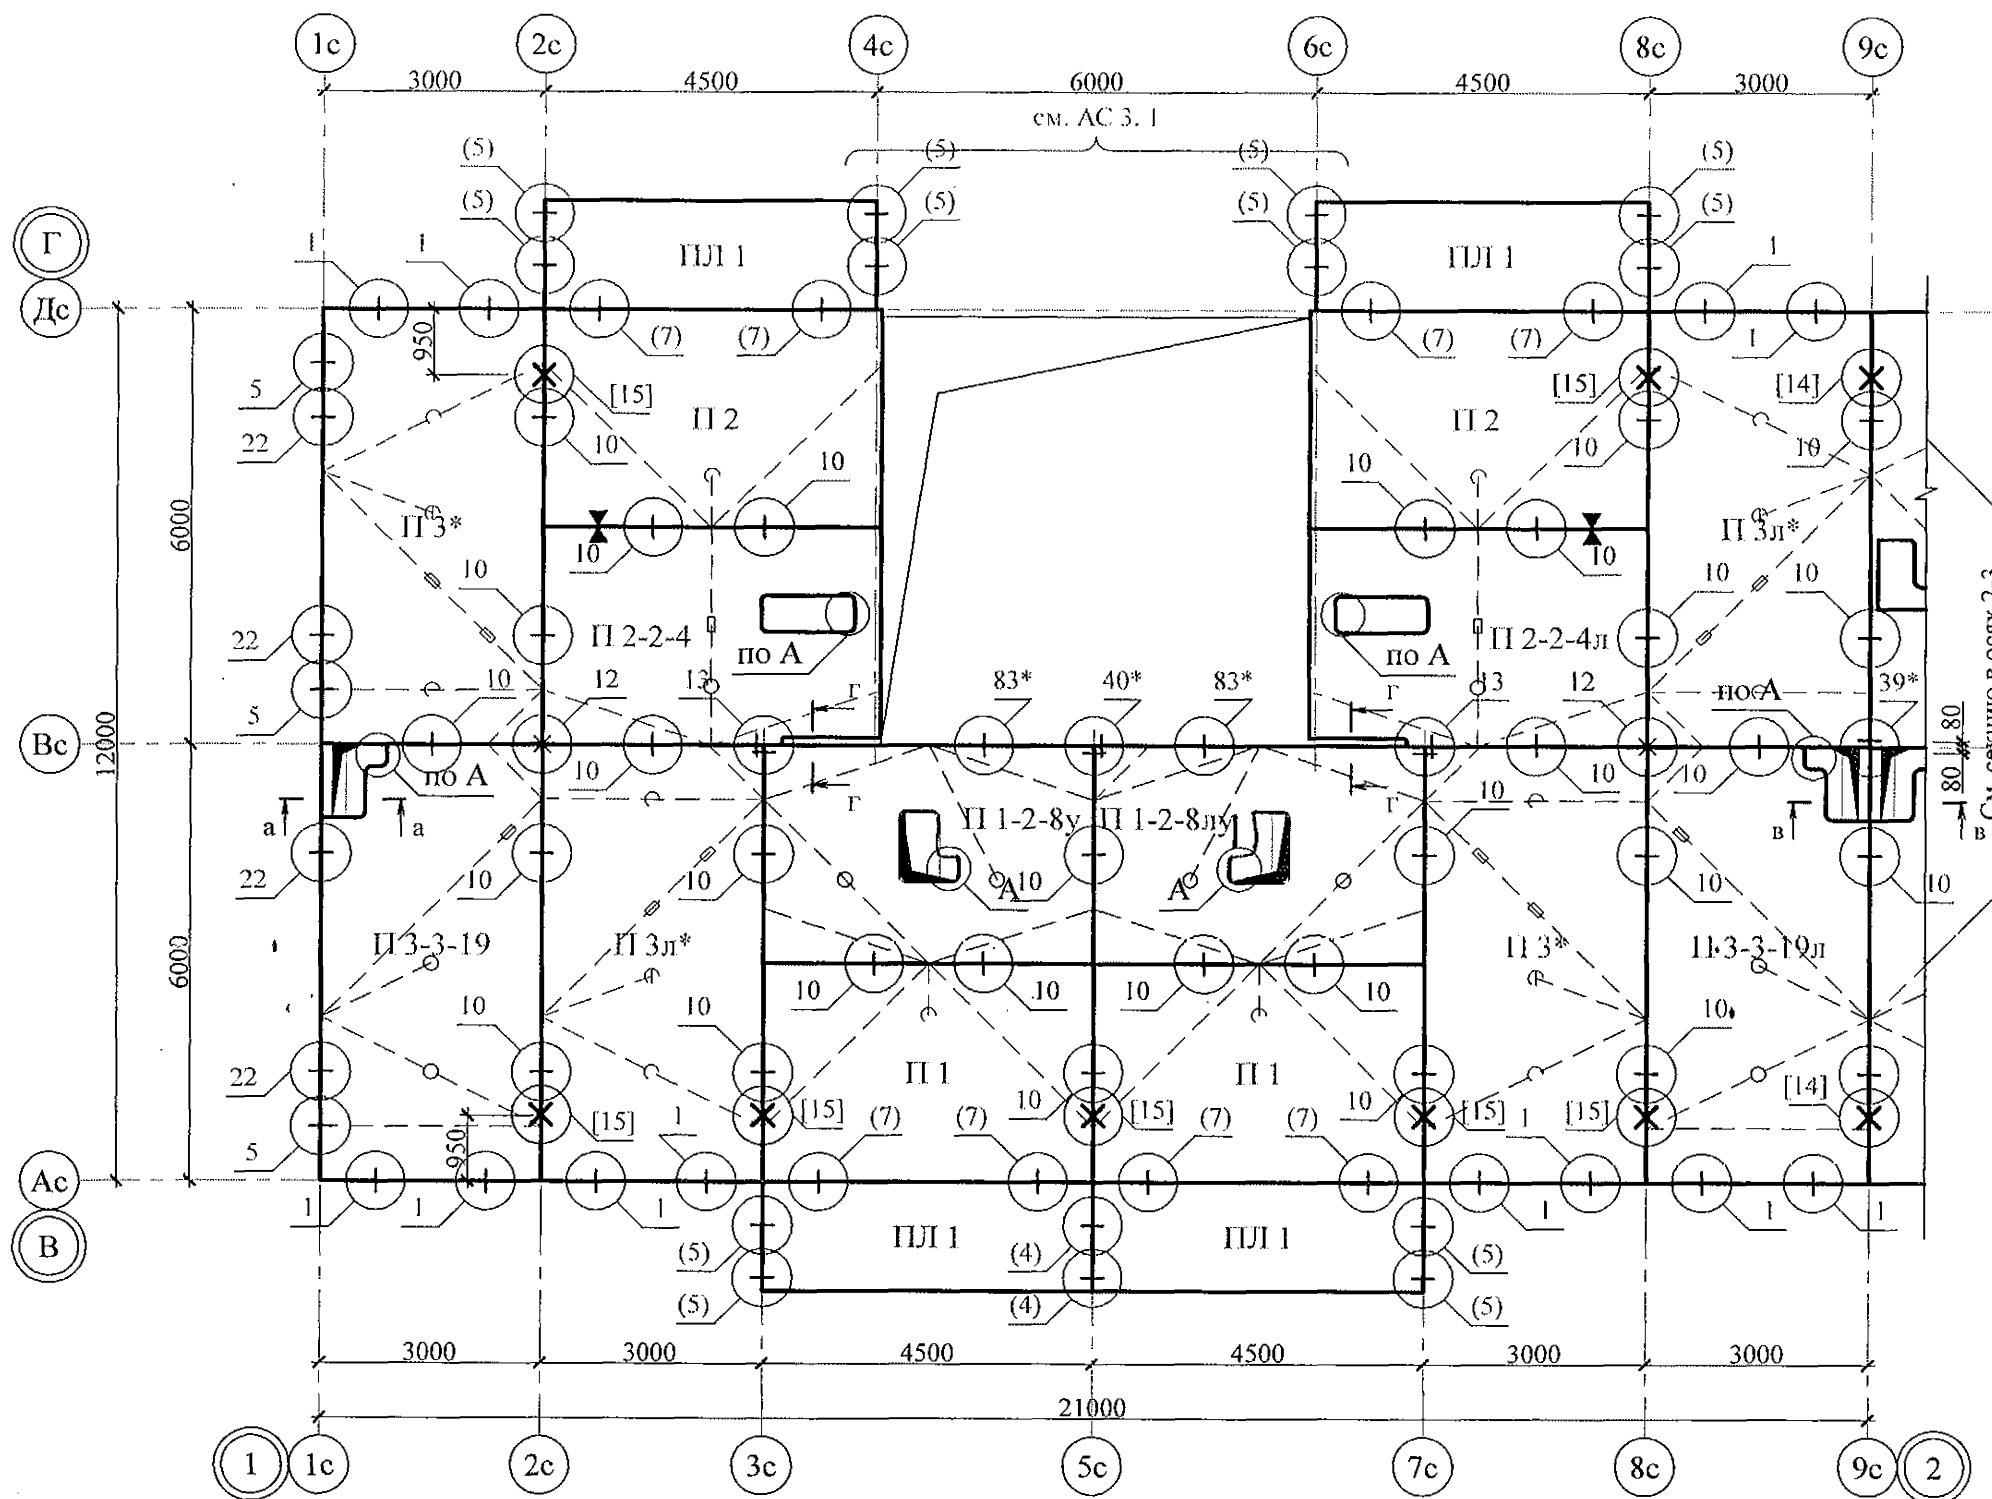 1с 2с 4с 6с 8с 9с
3000 4500 6000 4500 3000
см. АС 3. 1
(5) (5) (5) (5)
(5) (5) (5) (5)
Г
1 1 ПЛ 1 ПЛ 1 1
Дс
950 (7) (7) (7) (7) 1
5 [15] [15] [14]
22 10 П 2 П 2 10 10
10 10
6000 П 3* П 3л*
10 10
10 10 10
22 П 2-2-4 П 2-2-4л
по А по А
5 10 12 13 г 83* 40* 83* г 13 12 по А 39*
80
Вс
12000
по А 10 10 10 80
а а г г 10 в в
П 1-2-8у П 1-2-8лу
22 10 10 А 10 А 10 10
См. секцию в осях 2-3
6000
П 3-3-19 П 3л* П 3* П 3-3-19л
10 10 10 10 10 10 10
22 П 1 П 1
10 10 [14]
950 [15] [15] [15] [15] [15]
5 1 (7) (7) (7) (7) 1
Ас
1 1 1 1 1 1
В
(5) ПЛ 1 (4) ПЛ 1 (5)
(5) (4) (5)
3000 3000 4500 4500 3000 3000
21000
1 1с 2с 3с 5с 7с 8с 9с 2